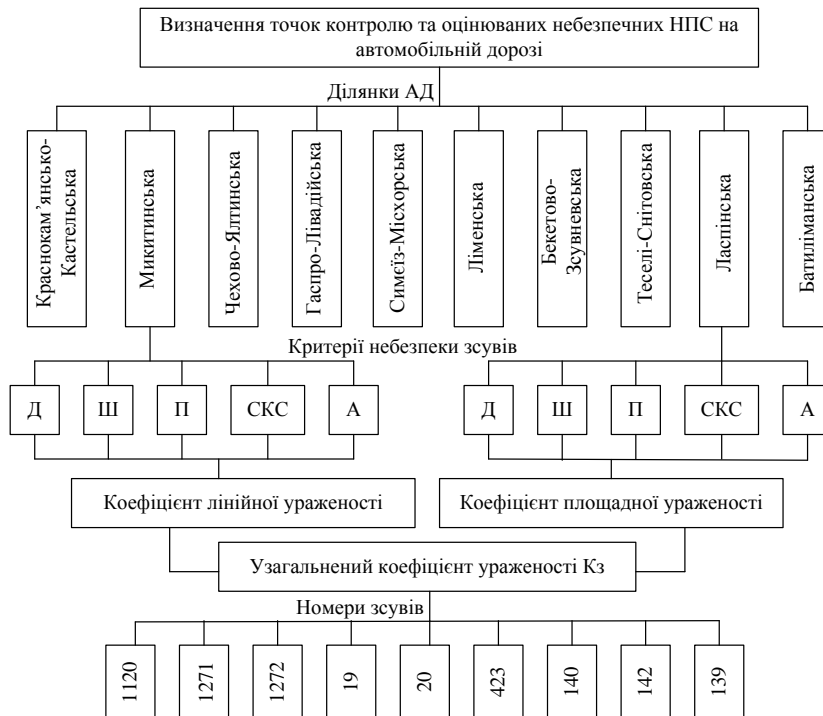 Визначення точок контролю та оцінюваних небезпечних НПС на
автомобільній дорозі
Ділянки АД
Краснокам’янсько-
Кастельська
Микитинська
Чехово-Ялтинська
Гаспро-Лівадійська
Симєїз-Місхорська
Ліменська
Бекетово-
Зсувневська
Теселі-Снітовська
Ласпінська
Батиліманська
Критерії небезпеки зсувів
Д
Ш
П
СКС
А
Д
Ш
П
СКС
А
Коефіцієнт лінійної ураженості
Коефіцієнт площадної ураженості
Узагальнений коефіцієнт ураженості Кз
Номери зсувів
1120
1271
1272
19
20
423
140
142
139